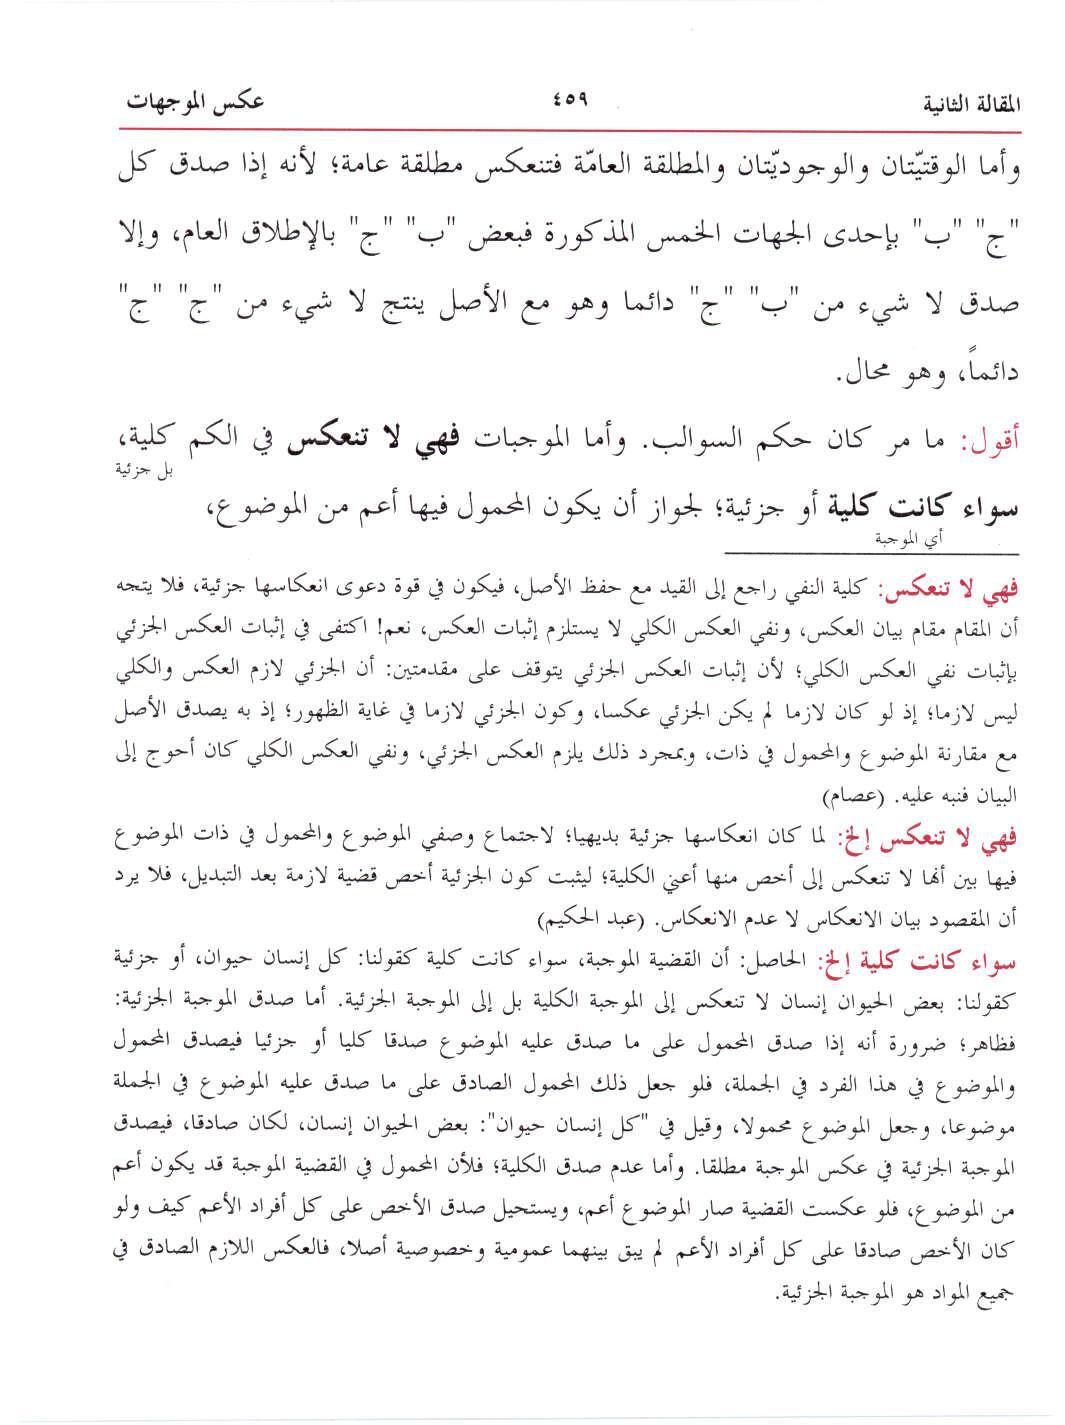 المقالة الثانية ٤٥٩ عكس الموجهات
وأما الوقتيّتان والوجوديّتان والمطلقة العامّة فتنعكس مطلقة عامة؛ لأنه إذا صدق كل
"ج" "ب" بإحدى الجهات الخمس المذكورة فبعض "ب" "ج" بالإطلاق العام، وإلا
صدق لا شيء من "ب" "ج" دائما وهو مع الأصل ينتج لا شيء من "ج" "ج"
دائماً، وهو محال.
أقول: ما مر كان حكم السوالب. وأما الموجبات فهي لا تنعكس في الكم كلية،
بل جزئية
سواء كانت كلية أو جزئية؛ لجواز أن يكون المحمول فيها أعم من الموضوع،
أي الموجبة
فهي لا تنعكس: كلية النفي راجع إلى القيد مع حفظ الأصل، فيكون في قوة دعوى انعكاسها جزئية، فلا يتجه
أن المقام مقام بيان العكس، ونفي العكس الكلي لا يستلزم إثبات العكس، نعم! اكتفى في إثبات العكس الجزئي
بإثبات نفي العكس الكلي؛ لأن إثبات العكس الجزئي يتوقف على مقدمتين: أن الجزئي لازم العكس والكلي
ليس لازما؛ إذ لو كان لازما لم يكن الجزئي عكسا، وكون الجزئي لازما في غاية الظهور؛ إذ به يصدق الأصل
مع مقارنة الموضوع والمحمول في ذات، وبمجرد ذلك يلزم العكس الجزئي، ونفي العكس الكلي كان أحوج إلى
البيان فنبه عليه. (عصام)
فهي لا تنعكس إلخ: لما كان انعكاسها جزئية بديهيا؛ لاجتماع وصفي الموضوع والمحمول في ذات الموضوع
فيها بين أنها لا تنعكس إلى أخص منها أعني الكلية؛ ليثبت كون الجزئية أخص قضية لازمة بعد التبديل، فلا يرد
أن المقصود بيان الانعكاس لا عدم الانعكاس. (عبد الحكيم)
سواء كانت كلية إلخ: الحاصل: أن القضية الموجبة، سواء كانت كلية كقولنا: كل إنسان حيوان، أو جزئية
كقولنا: بعض الحيوان إنسان لا تنعكس إلى الموجبة الكلية بل إلى الموجبة الجزئية. أما صدق الموجبة الجزئية:
فظاهر؛ ضرورة أنه إذا صدق المحمول على ما صدق عليه الموضوع صدقا كليا أو جزئيا فيصدق المحمول
والموضوع في هذا الفرد في الجملة، فلو جعل ذلك المحمول الصادق على ما صدق عليه الموضوع في الجملة
موضوعا، وجعل الموضوع محمولا، وقيل في "كل إنسان حيوان": بعض الحيوان إنسان، لكان صادقا، فيصدق
الموجبة الجزئية في عكس الموجبة مطلقا. وأما عدم صدق الكلية؛ فلأن المحمول في القضية الموجبة قد يكون أعم
من الموضوع، فلو عكست القضية صار الموضوع أعم، ويستحيل صدق الأخص على كل أفراد الأعم كيف ولو
كان الأخص صادقا على كل أفراد الأعم لم يبق بينهما عمومية وخصوصية أصلا، فالعكس اللازم الصادق في
جميع المواد هو الموجبة الجزئية.